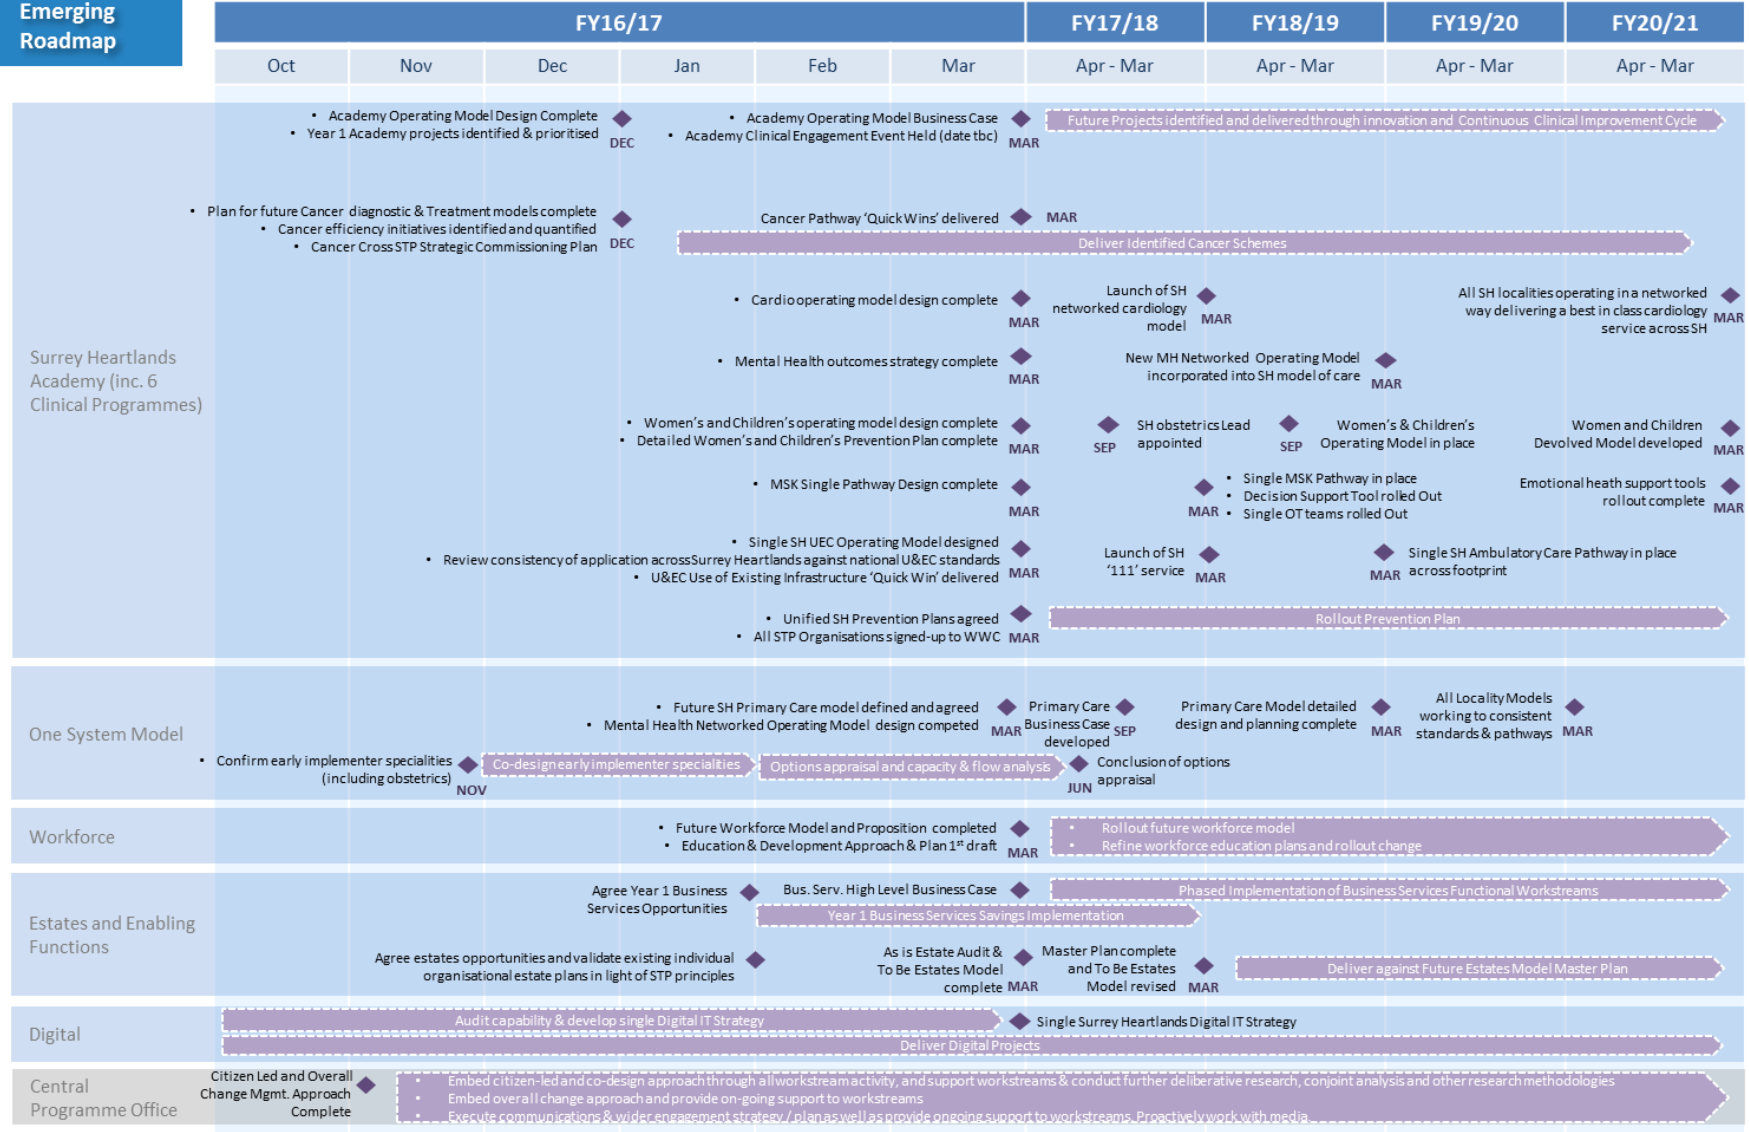 Emerging
Roadmap
FY16/17
FY17/18
FY18/19
FY19/20
FY20/21
Oct
Nov
Dec
Jan
Feb
Mar
Apr - Mar
Apr - Mar
Apr - Mar
Apr - Mar
Surrey Heartlands
Academy (inc. 6
Clinical Programmes)
• Academy Operating Model Design Complete
• Year 1 Academy projects identified & prioritised
DEC
• Academy Operating Model Business Case
• Academy Clinical Engagement Event Held (date tbc)
MAR
Future Projects identified and delivered through innovation and Continuous Clinical Improvement Cycle
• Plan for future Cancer diagnostic & Treatment models complete
• Cancer efficiency initiatives identified and quantified
• Cancer Cross STP Strategic Commissioning Plan
DEC
Cancer Pathway ‘Quick Wins’ delivered
MAR
Deliver Identified Cancer Schemes
• Cardio operating model design complete
MAR
Launch of SH
networked cardiology
model
MAR
All SH localities operating in a networked
way delivering a best in class cardiology
service across SH
MAR
• Mental Health outcomes strategy complete
MAR
New MH Networked Operating Model
incorporated into SH model of care
MAR
• Women’s and Children’s operating model design complete
• Detailed Women’s and Children’s Prevention Plan complete
MAR
SEP
SH obstetrics Lead
appointed
SEP
Women’s & Children’s
Operating Model in place
Women and Children
Devolved Model developed
MAR
• MSK Single Pathway Design complete
MAR
MAR
• Single MSK Pathway in place
• Decision Support Tool rolled Out
• Single OT teams rolled Out
Emotional heath support tools
rollout complete
MAR
• Single SH UEC Operating Model designed
• Review consistency of application across Surrey Heartlands against national U&EC standards
• U&EC Use of Existing Infrastructure ‘Quick Win’ delivered
MAR
Launch of SH
‘111’ service
MAR
MAR
Single SH Ambulatory Care Pathway in place
across footprint
• Unified SH Prevention Plans agreed
• All STP Organisations signed-up to WWC
MAR
Rollout Prevention Plan
One System Model
• Future SH Primary Care model defined and agreed
• Mental Health Networked Operating Model design competed
MAR
Primary Care
Business Case
developed
SEP
Primary Care Model detailed
design and planning complete
MAR
All Locality Models
working to consistent
standards & pathways
MAR
• Confirm early implementer specialities
(including obstetrics)
NOV
Co-design early implementer specialities
Options appraisal and capacity & flow analysis
JUN
Conclusion of options
appraisal
Workforce
• Future Workforce Model and Proposition completed
• Education & Development Approach & Plan 1st draft
MAR
• Rollout future workforce model
• Refine workforce education plans and rollout change
Estates and Enabling
Functions
Agree Year 1 Business
Services Opportunities
Bus. Serv. High Level Business Case
Phased Implementation of Business Services Functional Workstreams
Year 1 Business Services Savings Implementation
Agree estates opportunities and validate existing individual
organisational estate plans in light of STP principles
As is Estate Audit &
To Be Estates Model
complete
MAR
Master Plan complete
and To Be Estates
Model revised
MAR
Deliver against Future Estates Model Master Plan
Digital
Audit capability & develop single Digital IT Strategy
Single Surrey Heartlands Digital IT Strategy
Deliver Digital Projects
Central
Programme Office
Citizen Led and Overall
Change Mgmt. Approach
Complete
• Embed citizen-led and co-design approach through all workstream activity, and support workstreams & conduct further deliberative research, conjoint analysis and other research methodologies
• Embed overall change approach and provide on-going support to workstreams
• Execute communications & wider engagement strategy / plan as well as provide ongoing support to workstreams. Proactively work with media